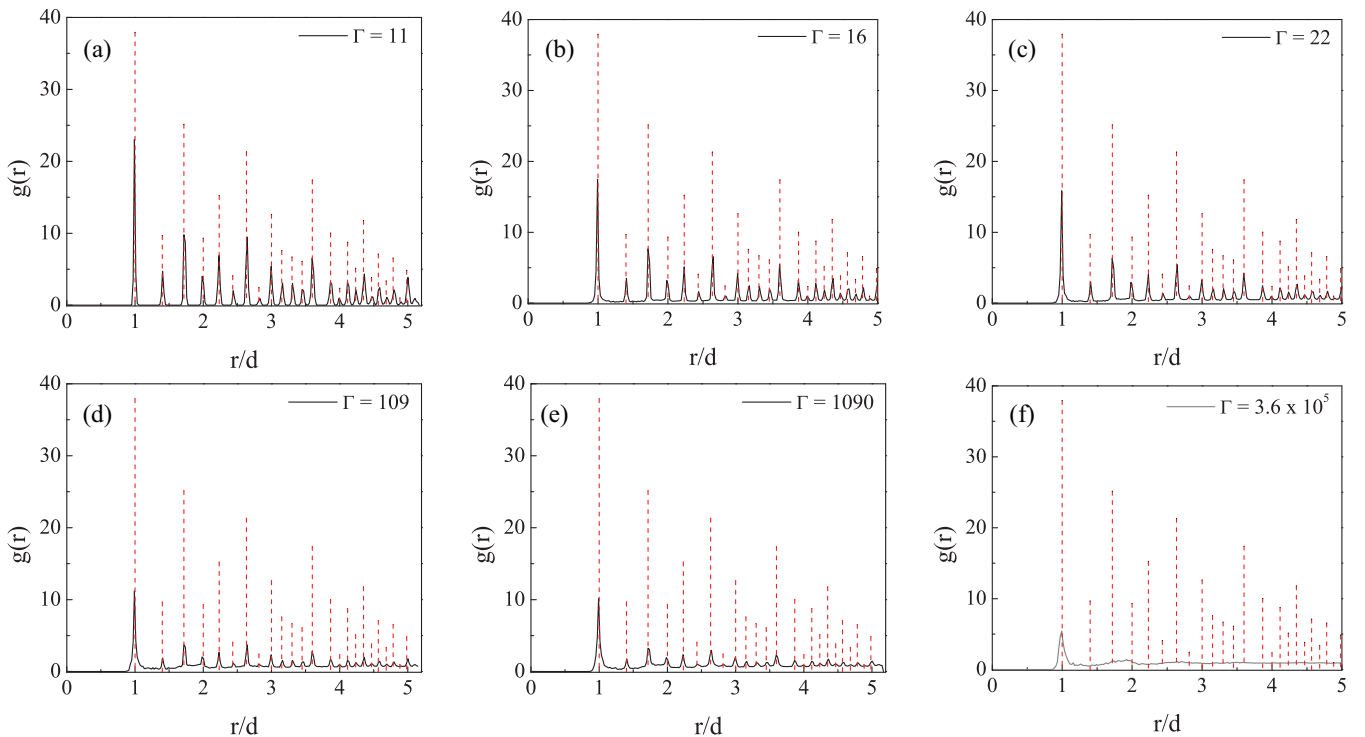 (a)
Γ = 11
g(r)
40
30
20
10
0
0 1 2 3 4 5
r/d
(b)
Γ = 16
g(r)
40
30
20
10
0
0 1 2 3 4 5
r/d
(c)
Γ = 22
g(r)
40
30
20
10
0
0 1 2 3 4 5
r/d
(d)
Γ = 109
g(r)
40
30
20
10
0
0 1 2 3 4 5
r/d
(e)
Γ = 1090
g(r)
40
30
20
10
0
0 1 2 3 4 5
r/d
(f)
Γ = 3.6 x 10⁵
g(r)
40
30
20
10
0
0 1 2 3 4 5
r/d